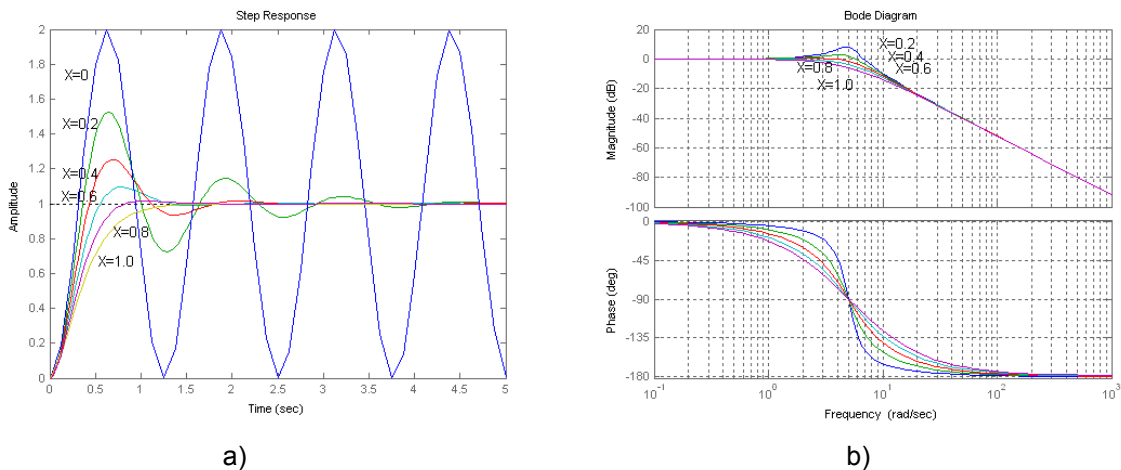 Step Response
2
1.8
1.6
1.4
1.2
1
0.8
0.6
0.4
0.2
0
Amplitude
X=0
X=0.2
X=0.4
X=0.6
X=0.8
X=1.0
0 0.5 1 1.5 2 2.5 3 3.5 4 4.5 5
Time (sec)
a)
Bode Diagram
20
0
-20
-40
-60
-80
-100
Magnitude (dB)
X=0.2
X=0.4
X=0.6
X=0.8
X=1.0
0
-45
-90
-135
-180
Phase (deg)
10^-1 10^0 10^1 10^2 10^3
Frequency (rad/sec)
b)